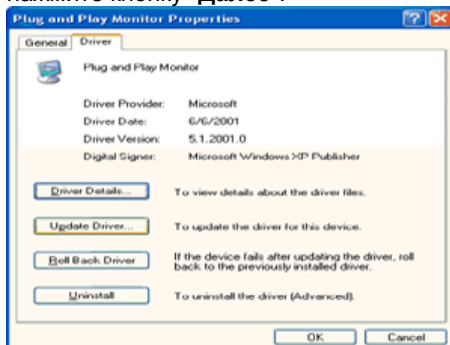 нажмите кнопку "Далее".
Plug and Play Monitor Properties
General Driver
Plug and Play Monitor
Driver Provider: Microsoft
Driver Date: 6/6/2001
Driver Version: 5.1.2001.0
Digital Signer: Microsoft Windows XP Publisher
Driver Details... To view details about the driver files.
Update Driver... To update the driver for this device.
Roll Back Driver If the device fails after updating the driver, roll
back to the previously installed driver.
Uninstall To uninstall the driver (Advanced).
OK Cancel